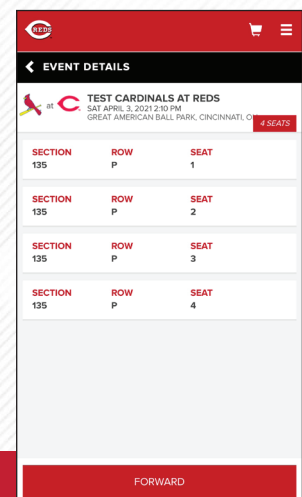 REDS
EVENT DETAILS
at
TEST CARDINALS AT REDS
SAT APRIL 3, 2021 2:10 PM
GREAT AMERICAN BALL PARK, CINCINNATI,
4 SEATS
SECTION ROW SEAT
135 P 1
SECTION ROW SEAT
135 P 2
SECTION ROW SEAT
135 P 3
SECTION ROW SEAT
135 P 4
FORWARD